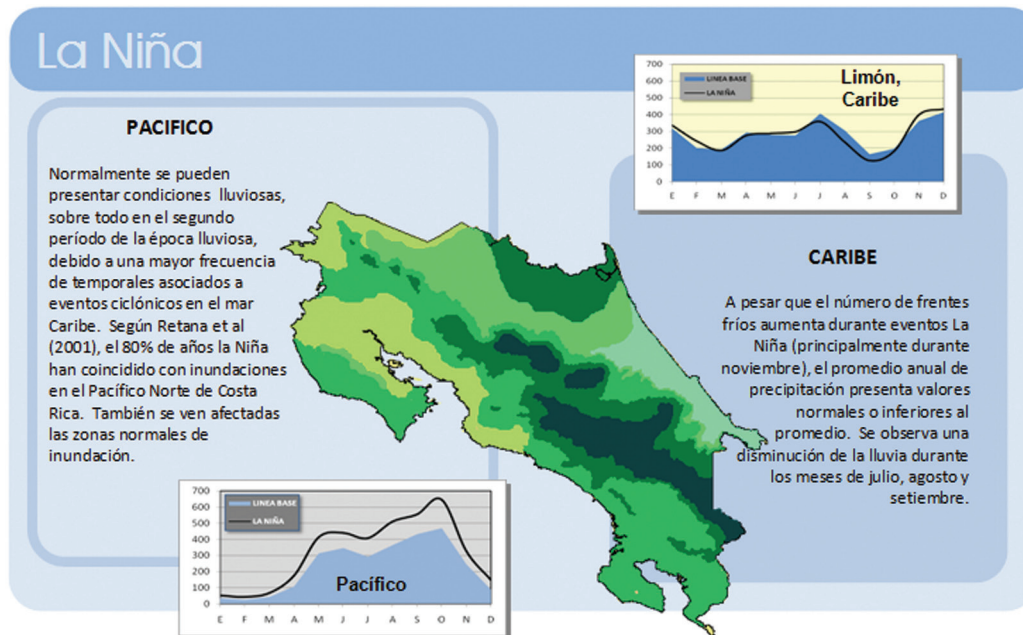 La Niña
PACIFICO
Normalmente se pueden
presentar condiciones lluviosas,
sobre todo en el segundo
período de la época lluviosa,
debido a una mayor frecuencia
de temporales asociados a
eventos ciclónicos en el mar
Caribe. Según Retana et al
(2001), el 80% de años la Niña
han coincidido con inundaciones
en el Pacífico Norte de Costa
Rica. También se ven afectadas
las zonas normales de
inundación.
700
600
500
400
300
200
100
0
LINEA BASE
LA NIÑA
Limón,
Caribe
E F M A M J J A S O N D
CARIBE
A pesar que el número de frentes
fríos aumenta durante eventos La
Niña (principalmente durante
noviembre), el promedio anual de
precipitación presenta valores
normales o inferiores al
promedio. Se observa una
disminución de la lluvia durante
los meses de julio, agosto y
setiembre.
700
600
500
400
300
200
100
0
LINEA BASE
LA NIÑA
Pacífico
E F M A M J J A S O N D